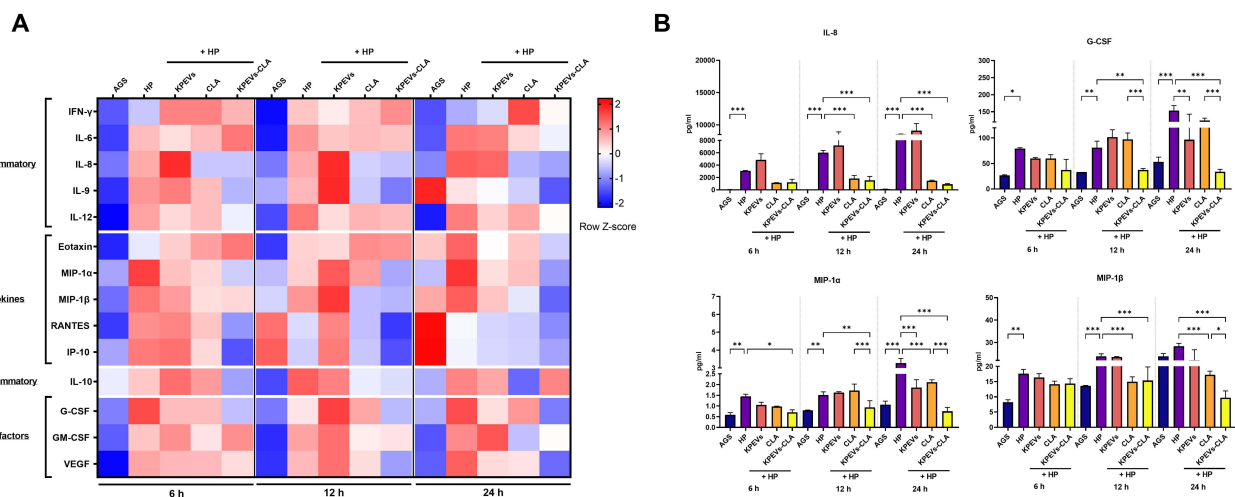 A
+ HP
+ HP
+ HP
AGS HP KPEVs CLA KPEVs-CLA AGS HP KPEVs CLA KPEVs-CLA AGS HP KPEVs CLA KPEVs-CLA
IFN-γ
IL-6
ammatory IL-8
IL-9
IL-12
Eotaxin
MIP-1α
okines MIP-1β
RANTES
IP-10
ammatory IL-10
G-CSF
factors GM-CSF
VEGF
6 h 12 h 24 h
2
1
0
-1
-2
Row Z-score
B
IL-8
pg/ml
20000
15000
10000
8000
6000
4000
2000
0
*** *** *** *** *** *** ***
AGS HP KPEVs CLA KPEVs-CLA AGS HP KPEVs CLA KPEVs-CLA AGS HP KPEVs CLA KPEVs-CLA
+ HP + HP + HP
6 h 12 h 24 h
G-CSF
pg/ml
300
250
200
150
100
50
0
* ** ** *** *** *** ** ***
AGS HP KPEVs CLA KPEVs-CLA AGS HP KPEVs CLA KPEVs-CLA AGS HP KPEVs CLA KPEVs-CLA
+ HP + HP + HP
6 h 12 h 24 h
MIP-1α
pg/ml
7
6
5
4
3
2.5
2.0
1.5
1.0
0.5
0.0
** * ** ** *** *** *** *** *** ***
AGS HP KPEVs CLA KPEVs-CLA AGS HP KPEVs CLA KPEVs-CLA AGS HP KPEVs CLA KPEVs-CLA
+ HP + HP + HP
6 h 12 h 24 h
MIP-1β
pg/ml
50
40
30
20
25
20
15
10
5
0
** *** *** *** *** *** *
AGS HP KPEVs CLA KPEVs-CLA AGS HP KPEVs CLA KPEVs-CLA AGS HP KPEVs CLA KPEVs-CLA
+ HP + HP + HP
6 h 12 h 24 h